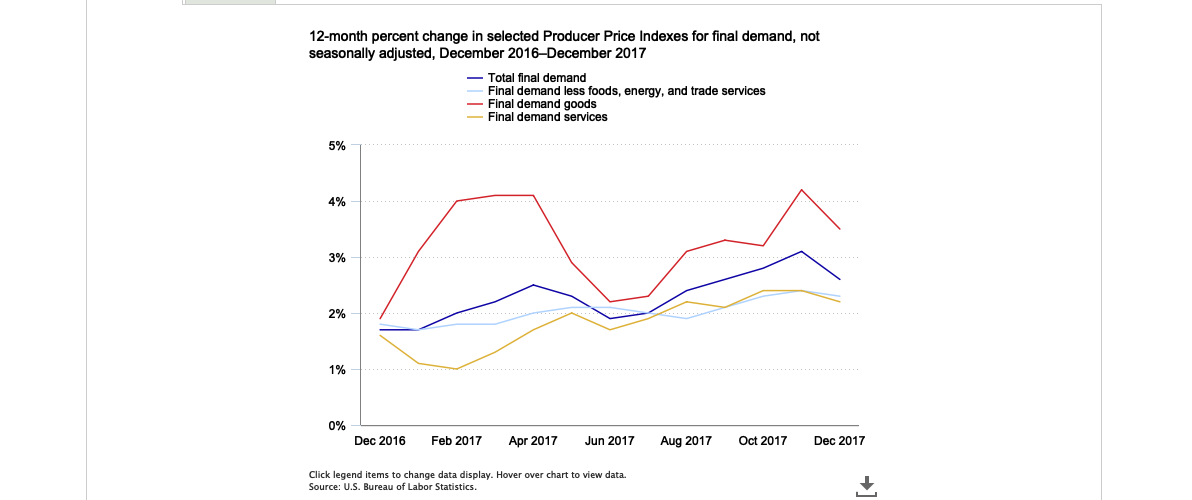 12-month percent change in selected Producer Price Indexes for final demand, not
seasonally adjusted, December 2016–December 2017
Total final demand
Final demand less foods, energy, and trade services
Final demand goods
Final demand services
5%
4%
3%
2%
1%
0%
Dec 2016 Feb 2017 Apr 2017 Jun 2017 Aug 2017 Oct 2017 Dec 2017
Click legend items to change data display. Hover over chart to view data.
Source: U.S. Bureau of Labor Statistics.